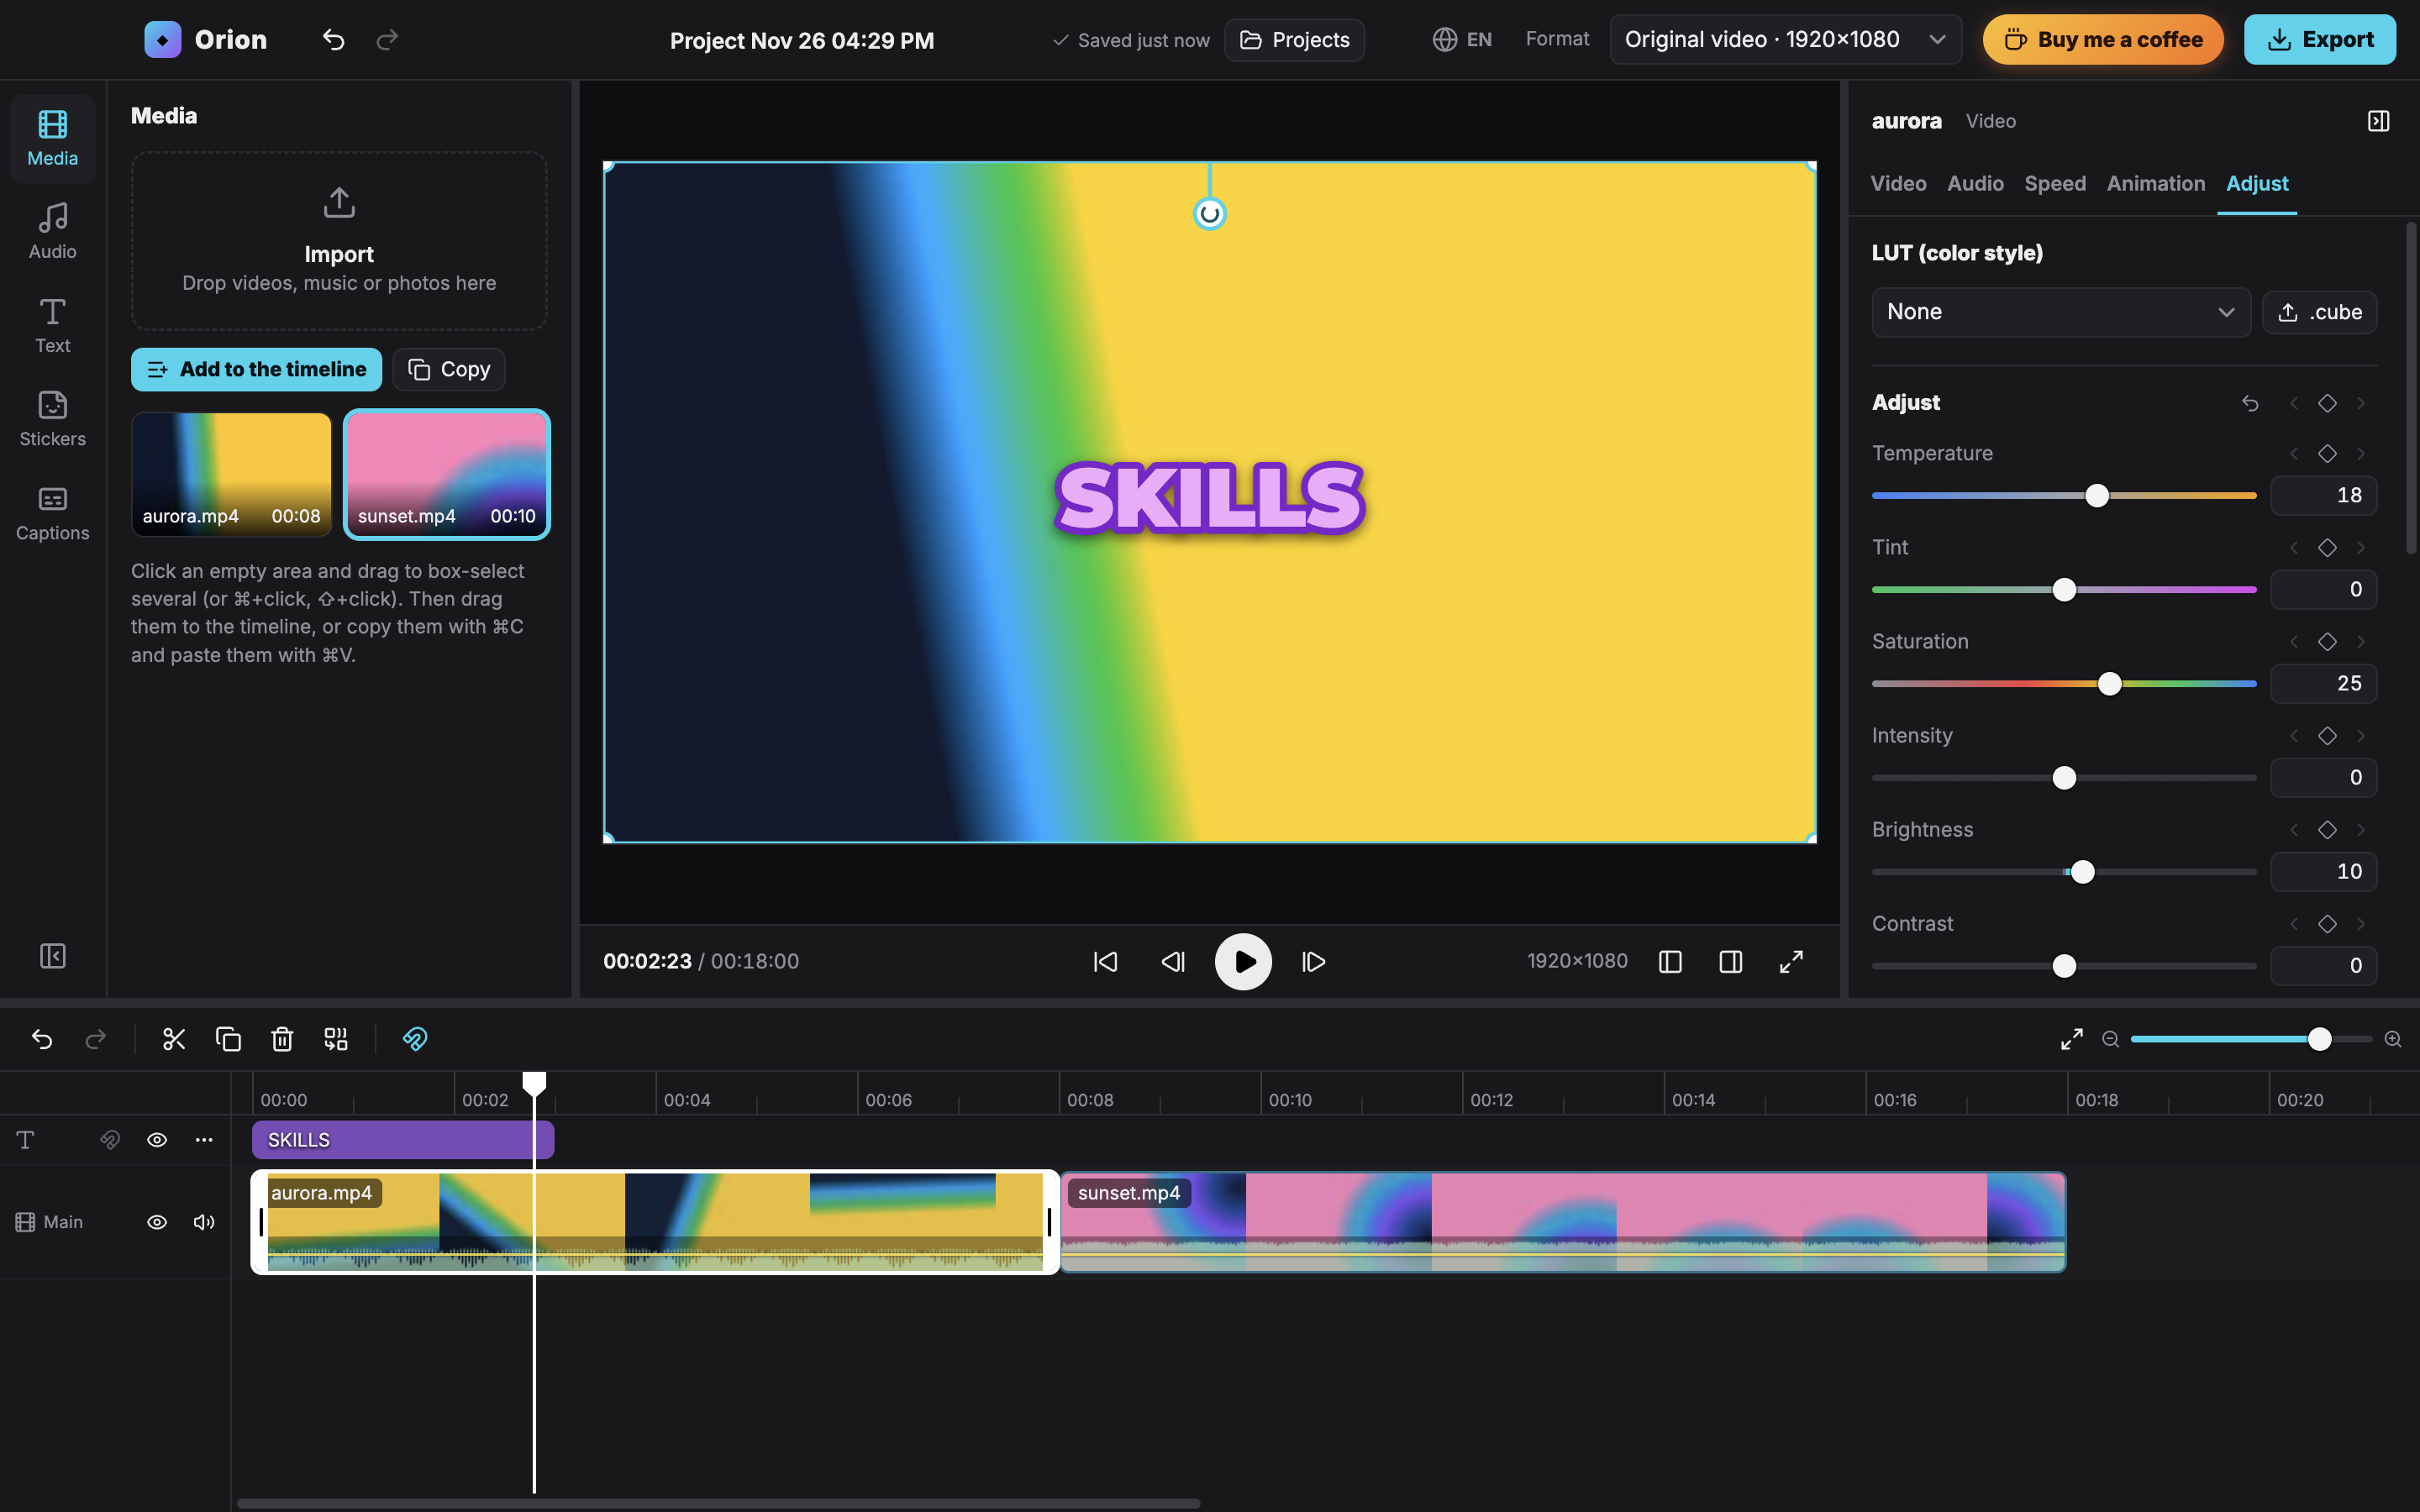 Orion
Project Nov 26 04:29 PM
Saved just now
Projects
EN
Format
Original video · 1920×1080
Buy me a coffee
Export
Media
Audio
Text
Stickers
Captions
Media
Import
Drop videos, music or photos here
Add to the timeline
Copy
aurora.mp4 00:08
sunset.mp4 00:10
Click an empty area and drag to box-select
several (or ⌘+click, ⇧+click). Then drag
them to the timeline, or copy them with ⌘C
and paste them with ⌘V.
SKILLS
00:02:23 / 00:18:00
1920×1080
aurora Video
Video Audio Speed Animation Adjust
LUT (color style)
None
.cube
Adjust
Temperature
18
Tint
0
Saturation
25
Intensity
0
Brightness
10
Contrast
0
00:00 00:02 00:04 00:06 00:08 00:10 00:12 00:14 00:16 00:18 00:20
SKILLS
Main
aurora.mp4
sunset.mp4